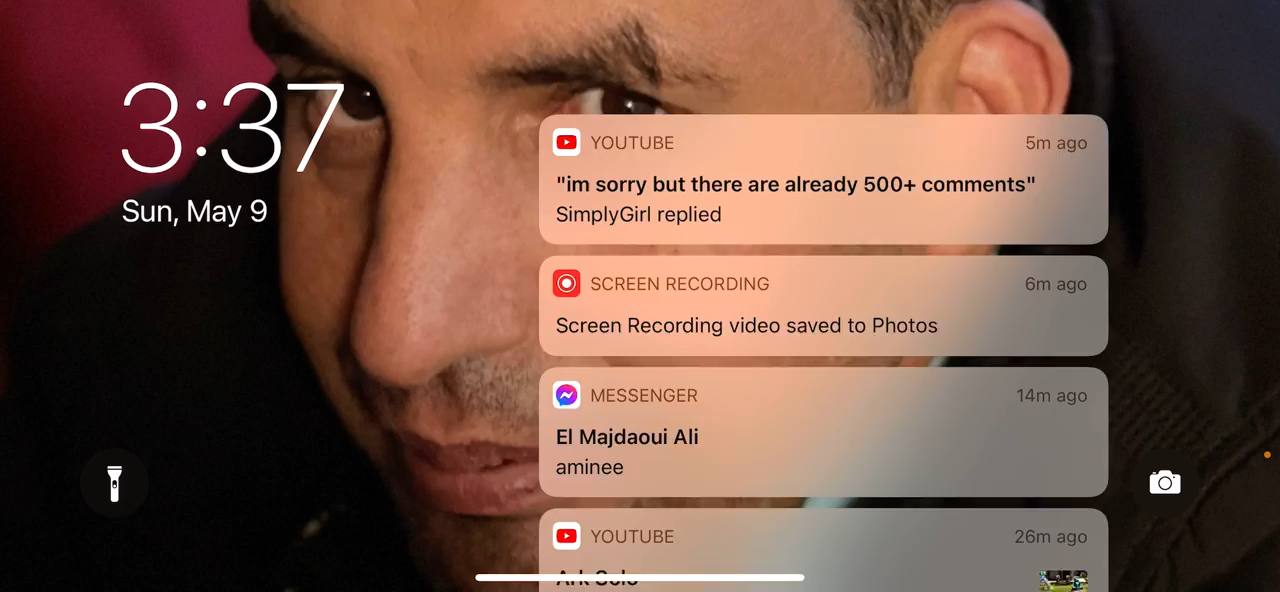 3:37
Sun, May 9
YOUTUBE
5m ago
"im sorry but there are already 500+ comments"
SimplyGirl replied
SCREEN RECORDING
6m ago
Screen Recording video saved to Photos
MESSENGER
14m ago
El Majdaoui Ali
aminee
YOUTUBE
26m ago
Ark Solo